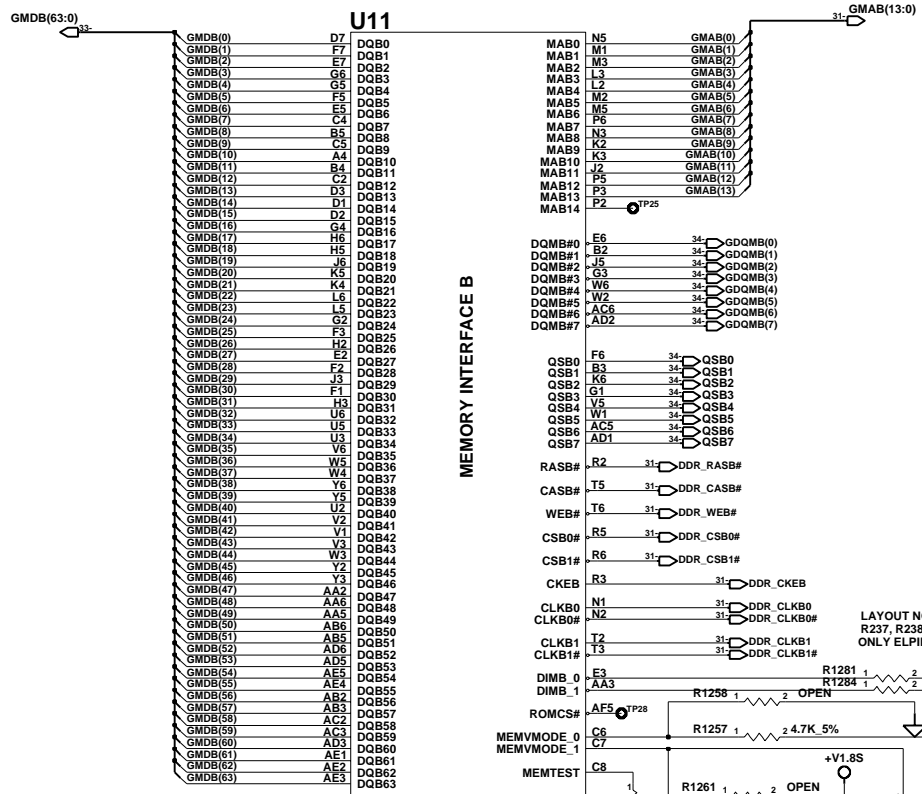 GMDB(63:0) 33- U11 31- GMAB(13:0)
GMDB(0) D7 DQB0 MAB0 N5 GMAB(0)
GMDB(1) F7 DQB1 MAB1 M1 GMAB(1)
GMDB(2) E7 DQB2 MAB2 M3 GMAB(2)
GMDB(3) G6 DQB3 MAB3 L3 GMAB(3)
GMDB(4) G5 DQB4 MAB4 L2 GMAB(4)
GMDB(5) F5 DQB5 MAB5 M2 GMAB(5)
GMDB(6) E5 DQB6 MAB6 M5 GMAB(6)
GMDB(7) C4 DQB7 MAB7 P6 GMAB(7)
GMDB(8) B5 DQB8 MAB8 N3 GMAB(8)
GMDB(9) C5 DQB9 MAB9 K2 GMAB(9)
GMDB(10) A4 DQB10 MAB10 K3 GMAB(10)
GMDB(11) B4 DQB11 MAB11 J2 GMAB(11)
GMDB(12) C2 DQB12 MAB12 P5 GMAB(12)
GMDB(13) D3 DQB13 MAB13 P3 GMAB(13)
GMDB(14) D1 DQB14 MAB14 P2 TP25
GMDB(15) D2 DQB15
GMDB(16) G4 DQB16
GMDB(17) H6 DQB17 DQMB#0 E6 34- GDQMB(0)
GMDB(18) H5 DQB18 DQMB#1 B2 34- GDQMB(1)
GMDB(19) J6 DQB19 DQMB#2 J5 34- GDQMB(2)
GMDB(20) K5 DQB20 DQMB#3 G3 34- GDQMB(3)
GMDB(21) K4 DQB21 DQMB#4 W6 34- GDQMB(4)
GMDB(22) L6 DQB22 DQMB#5 W2 34- GDQMB(5)
GMDB(23) L5 DQB23 DQMB#6 AC6 34- GDQMB(6)
GMDB(24) G2 DQB24 DQMB#7 AD2 34- GDQMB(7)
GMDB(25) F3 DQB25
GMDB(26) H2 DQB26
GMDB(27) E2 DQB27 QSB0 F6 34- QSB0
GMDB(28) F2 DQB28 QSB1 B3 34- QSB1
GMDB(29) J3 DQB29 QSB2 K6 34- QSB2
GMDB(30) F1 DQB30 QSB3 G1 34- QSB3
GMDB(31) H3 DQB31 QSB4 V5 34- QSB4
GMDB(32) U6 DQB32 QSB5 W1 34- QSB5
GMDB(33) U5 DQB33 QSB6 AC5 34- QSB6
GMDB(34) U3 DQB34 QSB7 AD1 34- QSB7
GMDB(35) V6 DQB35
GMDB(36) W5 DQB36 RASB# R2 31- DDR_RASB#
GMDB(37) W4 DQB37
GMDB(38) Y6 DQB38 CASB# T5 31- DDR_CASB#
GMDB(39) Y5 DQB39
GMDB(40) U2 DQB40 WEB# T6 31- DDR_WEB#
GMDB(41) V2 DQB41
GMDB(42) V1 DQB42 CSB0# R5 31- DDR_CSB0#
GMDB(43) V3 DQB43
GMDB(44) W3 DQB44 CSB1# R6 31- DDR_CSB1#
GMDB(45) Y2 DQB45
GMDB(46) Y3 DQB46 CKEB R3 31- DDR_CKEB
GMDB(47) AA2 DQB47
GMDB(48) AA6 DQB48 CLKB0 N1 31- DDR_CLKB0
GMDB(49) AA5 DQB49 CLKB0# N2 31- DDR_CLKB0#
GMDB(50) AB6 DQB50
GMDB(51) AB5 DQB51 CLKB1 T2 31- DDR_CLKB1
GMDB(52) AD6 DQB52 CLKB1# T3 31- DDR_CLKB1#
GMDB(53) AD5 DQB53
GMDB(54) AE5 DQB54 DIMB_0 E3 R1281 1 2
GMDB(55) AE4 DQB55 DIMB_1 AA3 R1284 1 2
GMDB(56) AB2 DQB56 R1258 1 2 OPEN
GMDB(57) AB3 DQB57 ROMCS# AF5 TP28
GMDB(58) AC2 DQB58
GMDB(59) AC3 DQB59 MEMVMODE_0 C6 R1257 1 2 4.7K_5%
GMDB(60) AD3 DQB60 MEMVMODE_1 C7
GMDB(61) AE1 DQB61 +V1.8S
GMDB(62) AE2 DQB62 MEMTEST C8
GMDB(63) AE3 DQB63 1 R1261 1 2 OPEN
MEMORY INTERFACE B
LAYOUT
R237, R238
ONLY